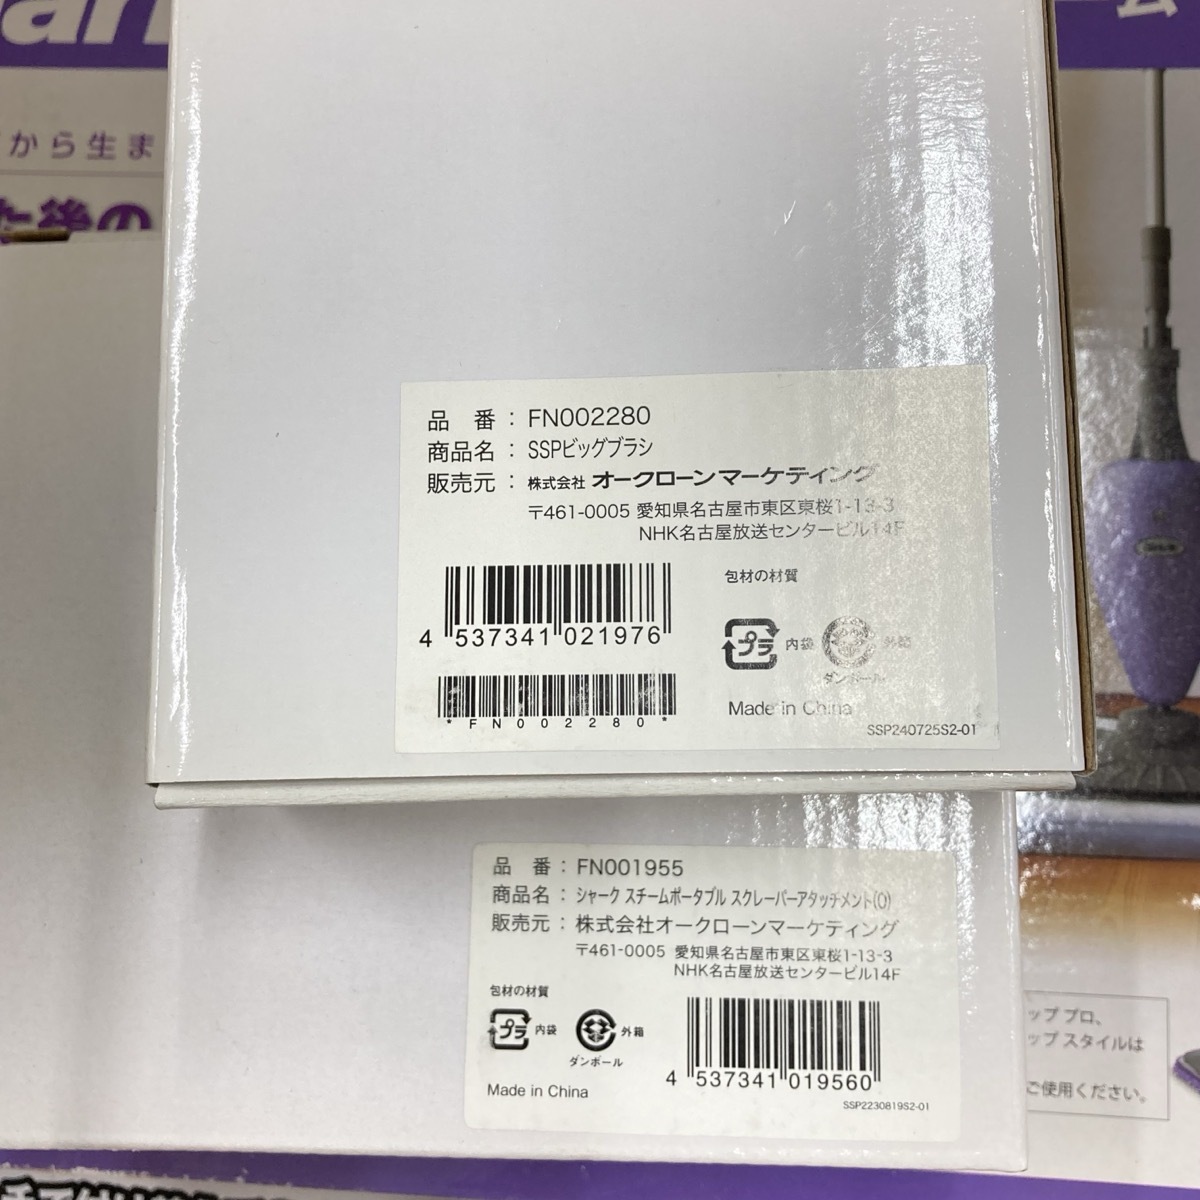 から生ま
た後の
品 番 : FN002280
商品名 : SSPビッグブラシ
販売元 : 株式会社 オークローンマーケティング
〒461-0005 愛知県名古屋市東区東桜1-13-3
NHK名古屋放送センタービル14F
包材の材質
プラ 内袋 外箱
ダンボール
4 537341 021976
*FN002280*
Made in China
SSP240725S2-01
品 番 : FN001955
商品名 : シャーク スチームポータブル スクレーパーアタッチメント(O)
販売元 : 株式会社オークローンマーケティング
〒461-0005 愛知県名古屋市東区東桜1-13-3
NHK名古屋放送センタービル14F
包材の材質
プラ 内袋 外箱
ダンボール
Made in China
4 537341 019560
SSP2230819S2-01
ップ プロ、
ップ スタイルは
ご使用ください。